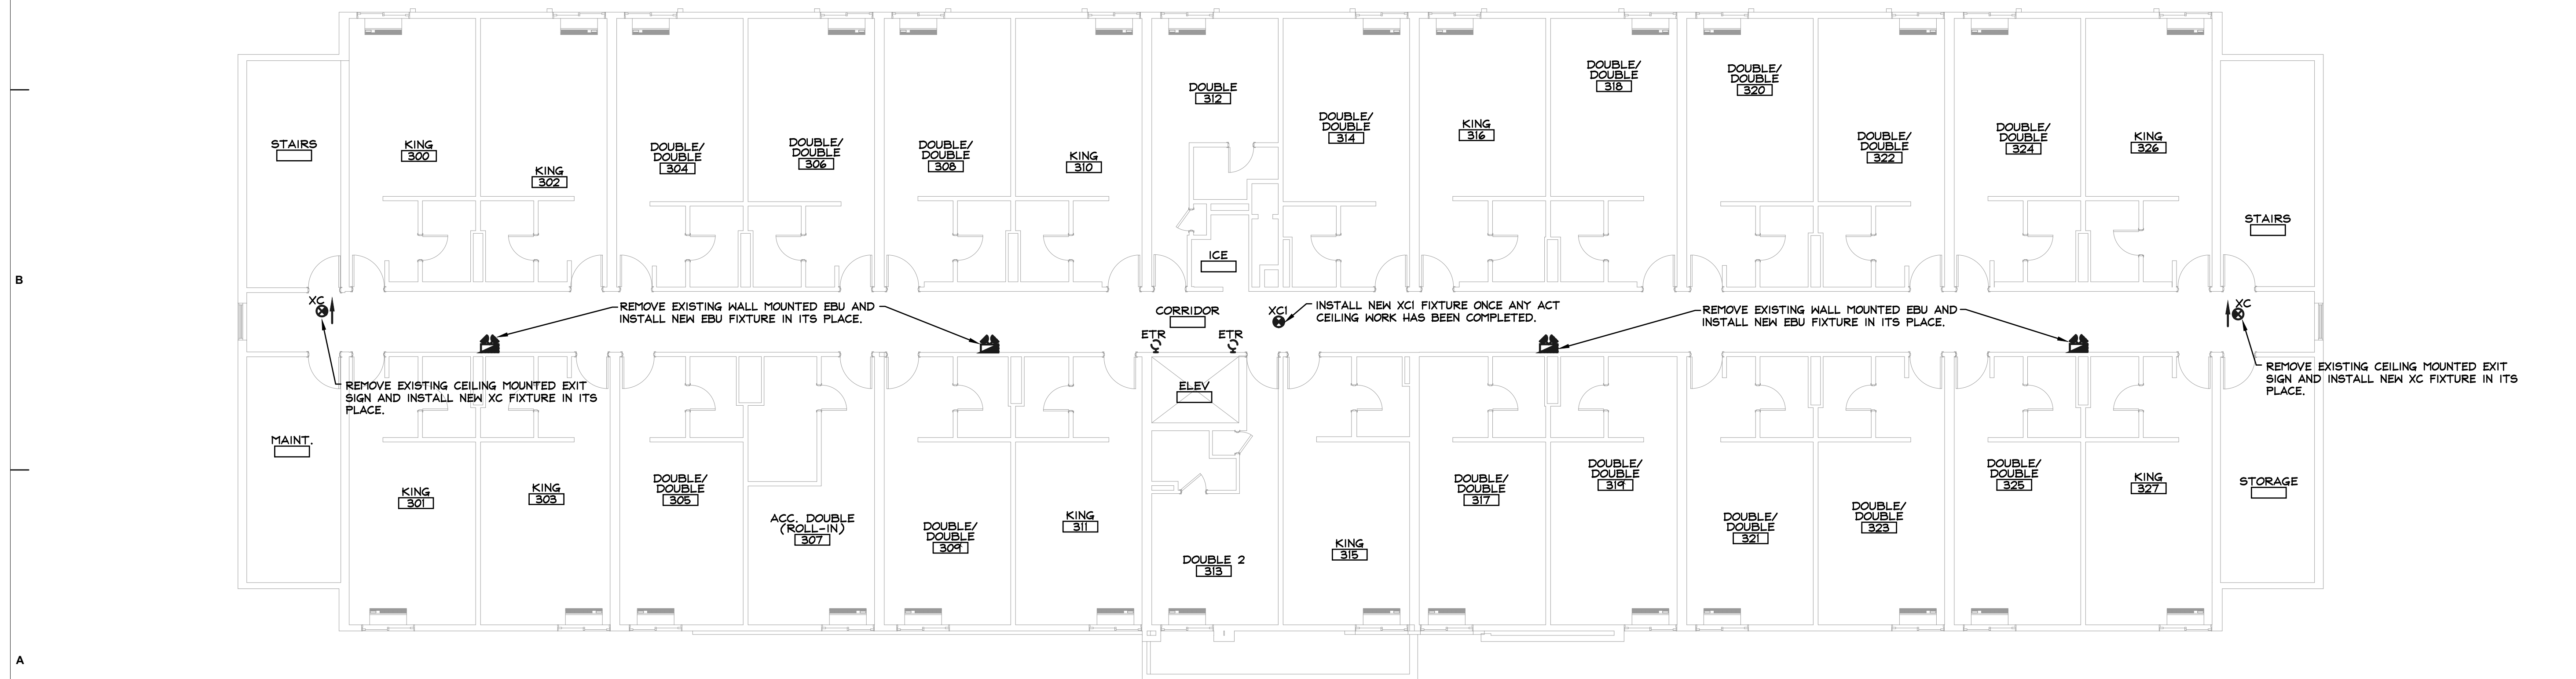 DOUBLE/
DOUBLE
318
DOUBLE/
DOUBLE
320
DOUBLE
312
DOUBLE/
DOUBLE
314
KING
316
DOUBLE/
DOUBLE
322
DOUBLE/
DOUBLE
324
KING
326
STAIRS
KING
300
KING
302
DOUBLE/
DOUBLE
304
DOUBLE/
DOUBLE
306
DOUBLE/
DOUBLE
308
KING
310
STAIRS
ICE
B
XC
REMOVE EXISTING WALL MOUNTED EBU AND
INSTALL NEW EBU FIXTURE IN ITS PLACE.
CORRIDOR
XC1
INSTALL NEW XC1 FIXTURE ONCE ANY ACT
CEILING WORK HAS BEEN COMPLETED.
REMOVE EXISTING WALL MOUNTED EBU AND
INSTALL NEW EBU FIXTURE IN ITS PLACE.
XC
ETR
ETR
REMOVE EXISTING CEILING MOUNTED EXIT
SIGN AND INSTALL NEW XC FIXTURE IN ITS
PLACE.
ELEV
REMOVE EXISTING CEILING MOUNTED EXIT
SIGN AND INSTALL NEW XC FIXTURE IN ITS
PLACE.
MAINT.
KING
301
KING
303
DOUBLE/
DOUBLE
305
ACC. DOUBLE
(ROLL-IN)
307
DOUBLE/
DOUBLE
309
KING
311
DOUBLE 2
313
KING
315
DOUBLE/
DOUBLE
317
DOUBLE/
DOUBLE
319
DOUBLE/
DOUBLE
321
DOUBLE/
DOUBLE
323
DOUBLE/
DOUBLE
325
KING
327
STORAGE
A